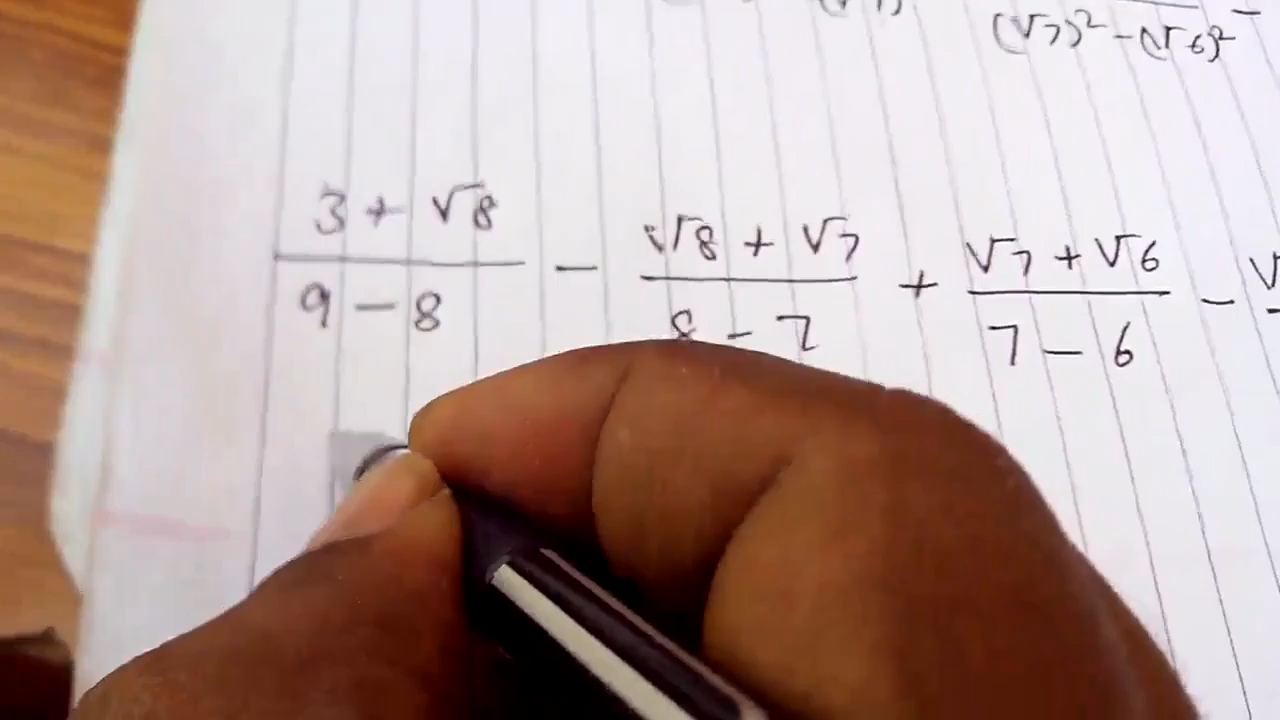 (√7)² - (√6)²
3 + √8 / 9 - 8 - √8 + √7 / 8 - 7 + √7 + √6 / 7 - 6 - √